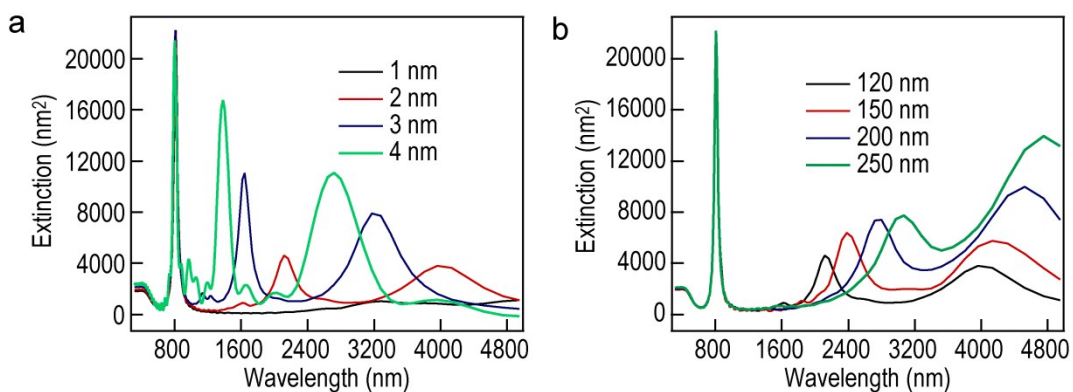 a
Extinction (nm²)
20000
16000
12000
8000
4000
0
1 nm
2 nm
3 nm
4 nm
800 1600 2400 3200 4000 4800
Wavelength (nm)
b
Extinction (nm²)
20000
16000
12000
8000
4000
0
120 nm
150 nm
200 nm
250 nm
800 1600 2400 3200 4000 4800
Wavelength (nm)